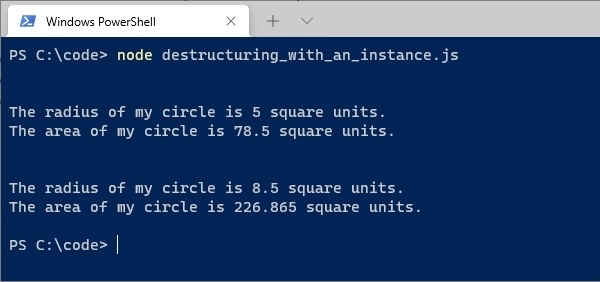 Windows PowerShell
PS C:\code> node destructuring_with_an_instance.js
The radius of my circle is 5 square units.
The area of my circle is 78.5 square units.
The radius of my circle is 8.5 square units.
The area of my circle is 226.865 square units.
PS C:\code>